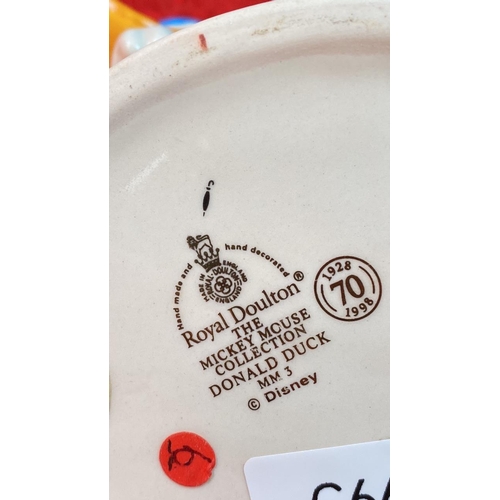 Hand made and hand decorated
MADE IN ENGLAND
ROYAL DOULTON
Royal Doulton®
THE
MICKEY MOUSE
COLLECTION
DONALD DUCK
MM 3
© Disney
1928
70
1998